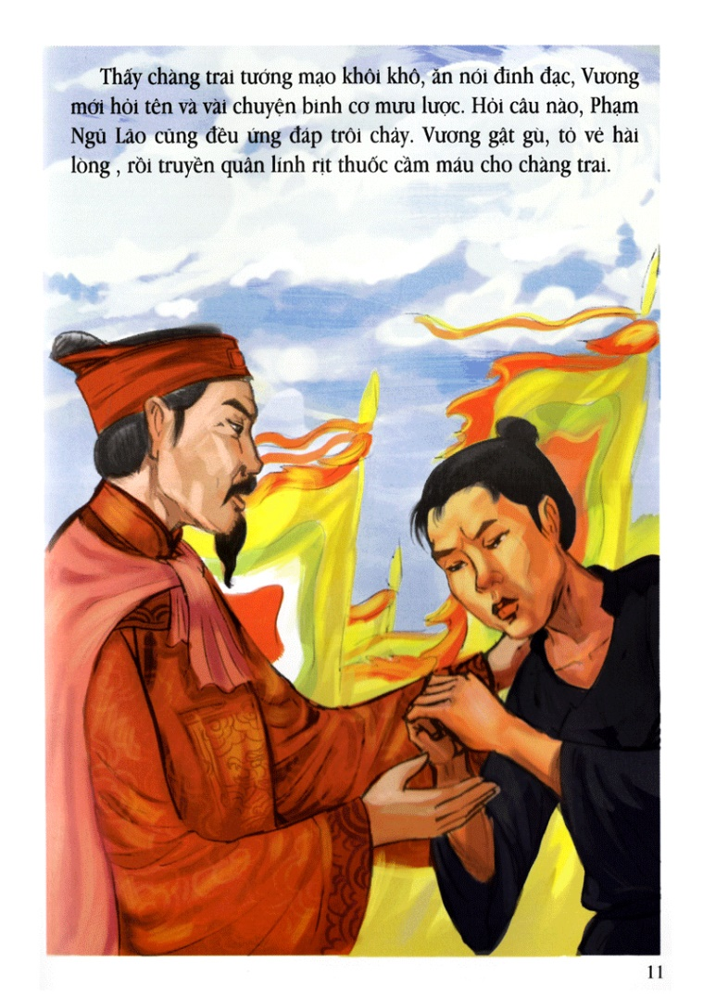 Thấy chàng trai tướng mạo khôi khô, ăn nói đĩnh đạc, Vương
mới hỏi tên và vài chuyện binh cơ mưu lược. Hỏi câu nào, Phạm
Ngũ Lão cũng đều ứng đáp trôi chảy. Vương gật gù, tỏ vẻ hài
lòng , rồi truyền quân lính rịt thuốc cầm máu cho chàng trai.
11